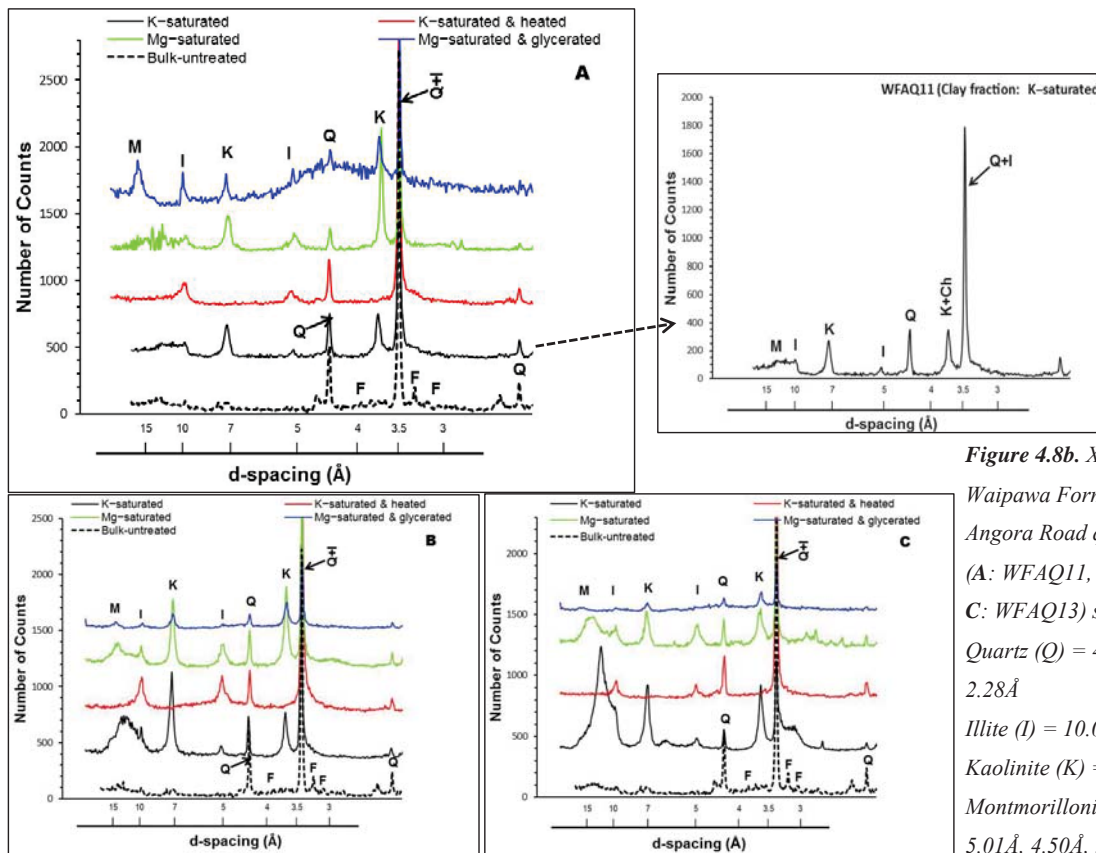 K−saturated
K−saturated & heated
Mg−saturated
Mg−saturated & glycerated
Bulk-untreated
A
Q+I
M
I
K
I
Q
K
Q
F
F
F
Q
Number of Counts
2500
2000
1500
1000
500
0
15 10 7 5 4 3.5 3
d-spacing (Å)
WFAQ11 (Clay fraction: K−saturated
Number of Counts
2000
1800
1600
1400
1200
1000
800
600
400
200
0
M
I
K
I
Q
K+Ch
Q+I
15 10 7 5 4 3.5 3
d-spacing (Å)
K−saturated
K−saturated & heated
Mg−saturated
Mg−saturated & glycerated
Bulk-untreated
B
Q+I
M
I
K
I
Q
K
Q
F
F
F
Q
Number of Counts
2500
2000
1500
1000
500
0
15 10 7 5 4 3.5 3
d-spacing (Å)
K−saturated
K−saturated & heated
Mg−saturated
Mg−saturated & glycerated
Bulk-untreated
C
Q+I
M
I
K
I
Q
K
Q
F
F
F
Q
Number of Counts
2000
1500
1000
500
0
15 10 7 5 4 3.5 3
d-spacing (Å)
Figure 4.8b. X
Waipawa Forr
Angora Road
(A: WFAQ11,
C: WFAQ13) s
Quartz (Q) = 4
2.28Å
Illite (I) = 10.0
Kaolinite (K) =
Montmorilloni
5.01Å, 4.50Å,